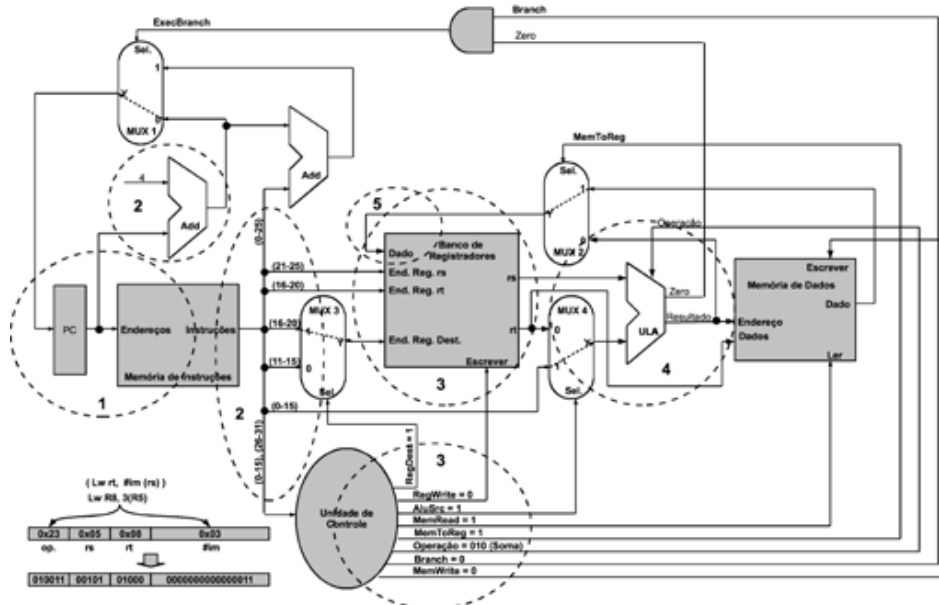 Branch
ExecBranch
Zero
Sel.
1
Y
0
MUX 1
4
Add
2
Add
(0-25)
MemToReg
Sel.
1
Y
0
MUX 2
5
Dado
Banco de
Registradores
(21-25)
End. Reg. rs
rs
(16-20)
End. Reg. rt
rt
End. Reg. Dest.
Escrever
3
Operação
Zero
Resultado
ULA
4
Escrever
Memória de Dados
Dado
Endereço
Dados
Ler
PC
Endereços
Instruções
Memória de Instruções
1
2
MUX 3
(16-20)
1
Y
(11-15)
0
Sel.
MUX 4
0
Y
1
Sel.
(0-15)
(0-15), (26-31)
RegDest = 1
3
Unidade de
Controle
RegWrite = 0
AluSrc = 1
MemRead = 1
MemToReg = 1
Operação = 010 (Soma)
Branch = 0
MemWrite = 0
( Lw rt, #im (rs) )
Lw R8, 3(R5)
0x23 0x05 0x08 0x03
op. rs rt #im
010011 00101 01000 0000000000000011